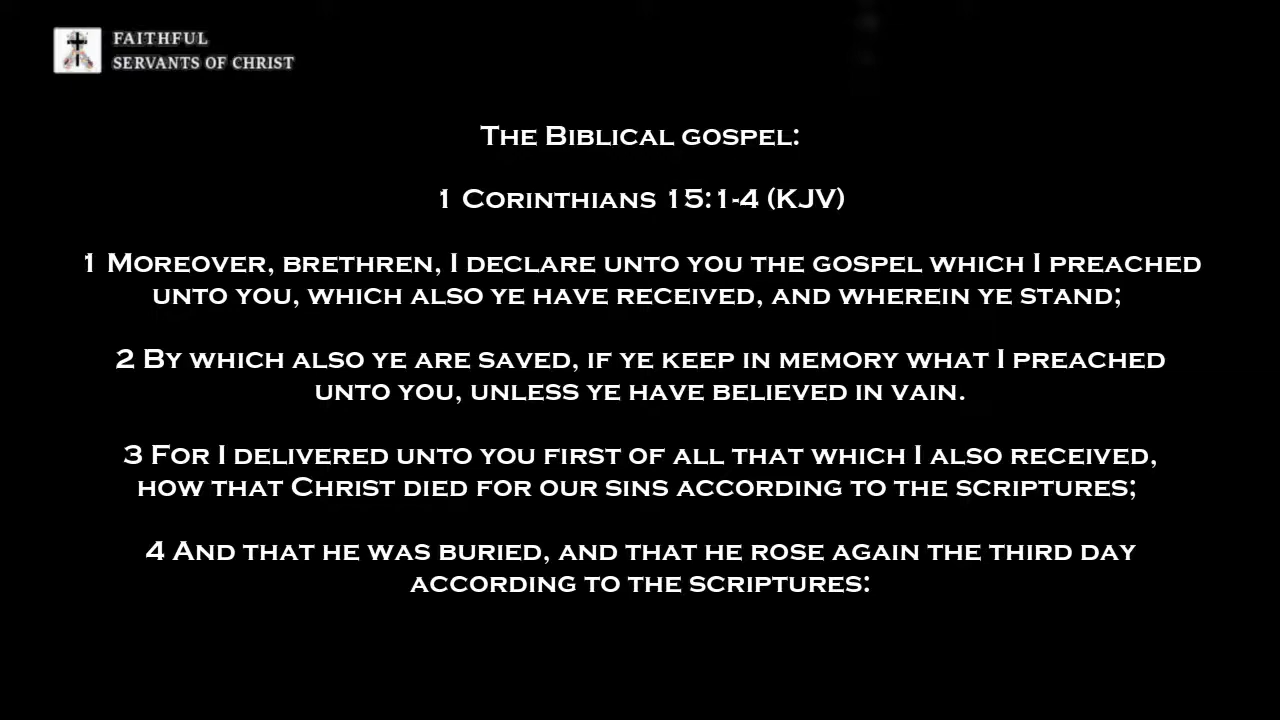 FAITHFUL
SERVANTS OF CHRIST
The Biblical gospel:
1 Corinthians 15:1-4 (KJV)
1 Moreover, brethren, I declare unto you the gospel which I preached
unto you, which also ye have received, and wherein ye stand;
2 By which also ye are saved, if ye keep in memory what I preached
unto you, unless ye have believed in vain.
3 For I delivered unto you first of all that which I also received,
how that Christ died for our sins according to the scriptures;
4 And that he was buried, and that he rose again the third day
according to the scriptures: